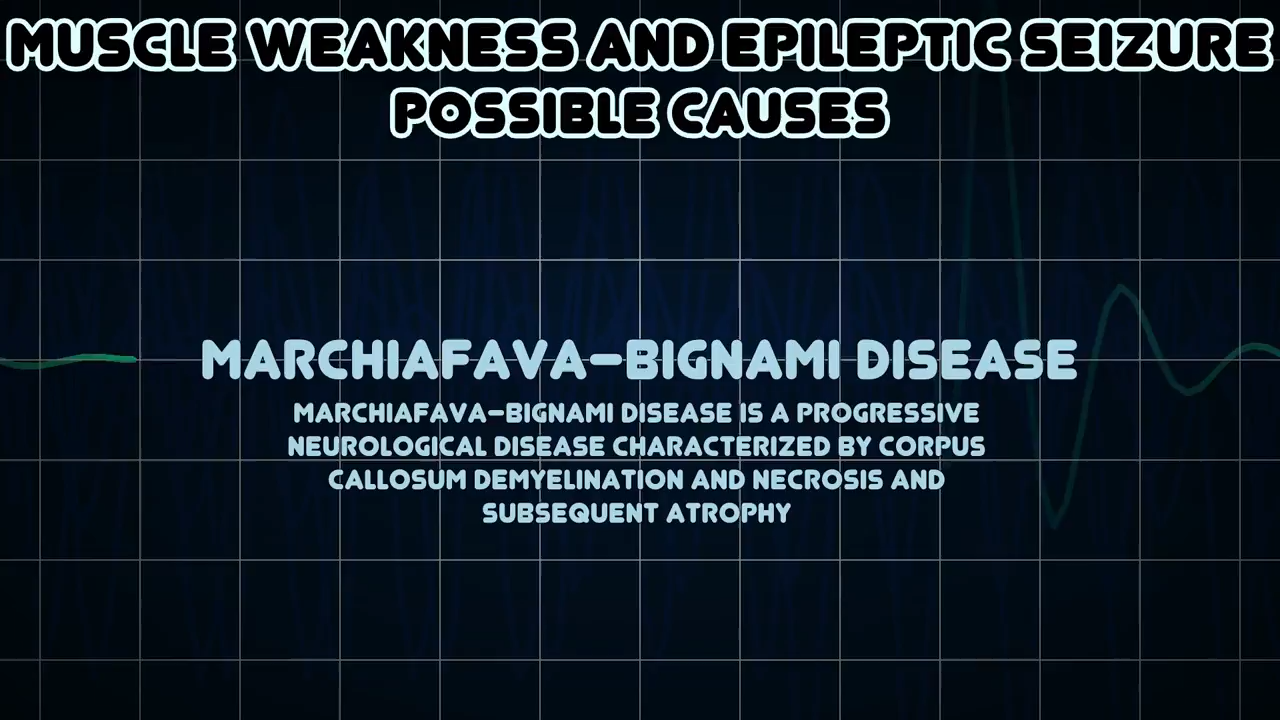 MUSCLE WEAKNESS AND EPILEPTIC SEIZURE
POSSIBLE CAUSES
MARCHIAFAVA-BIGNAMI DISEASE
MARCHIAFAVA-BIGNAMI DISEASE IS A PROGRESSIVE
NEUROLOGICAL DISEASE CHARACTERIZED BY CORPUS
CALLOSUM DEMYELINATION AND NECROSIS AND
SUBSEQUENT ATROPHY